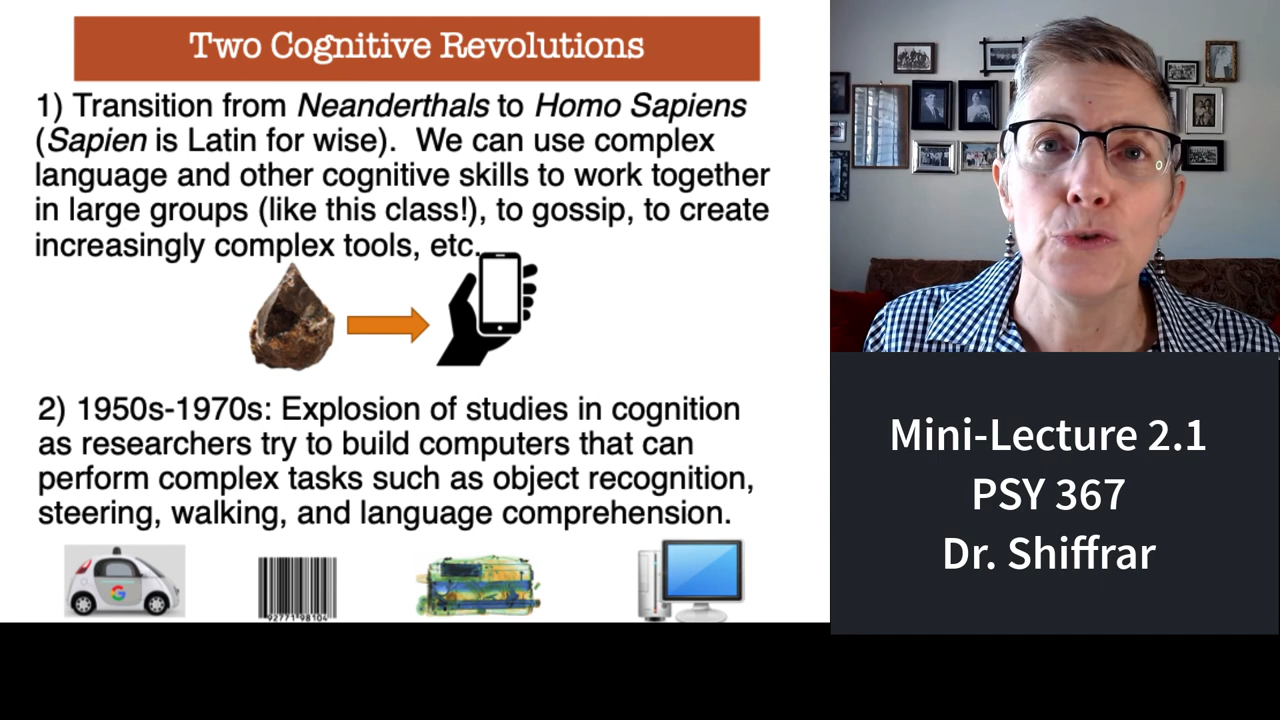 Two Cognitive Revolutions
1) Transition from Neanderthals to Homo Sapiens
(Sapien is Latin for wise).  We can use complex
language and other cognitive skills to work together
in large groups (like this class!), to gossip, to create
increasingly complex tools, etc.
2) 1950s-1970s: Explosion of studies in cognition
as researchers try to build computers that can
perform complex tasks such as object recognition,
steering, walking, and language comprehension.
G
92771 98104
Mini-Lecture 2.1
PSY 367
Dr. Shiffrar